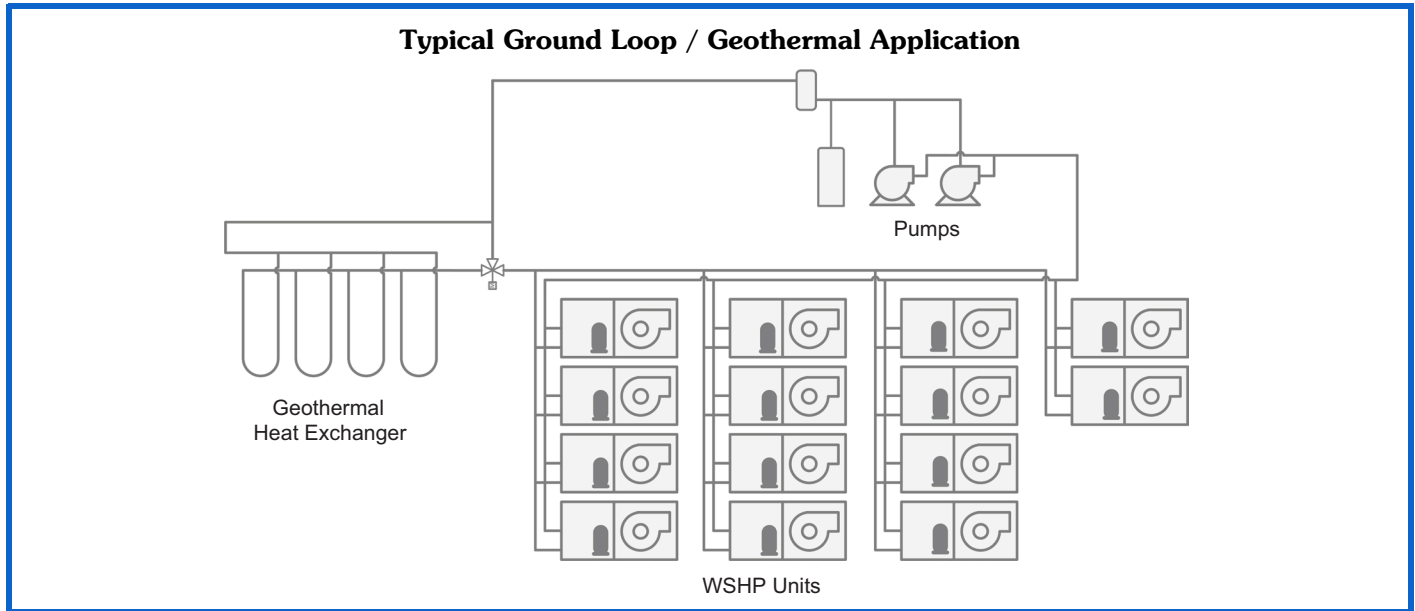 Typical Ground Loop / Geothermal Application
Pumps
Geothermal
Heat Exchanger
WSHP Units